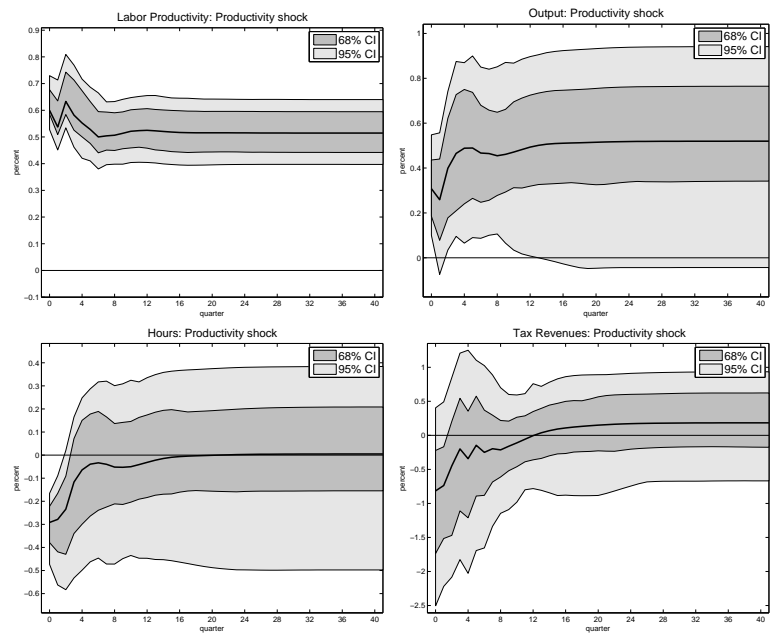 Labor Productivity: Productivity shock
68% CI
95% CI
percent
0.9
0.8
0.7
0.6
0.5
0.4
0.3
0.2
0.1
0
−0.1
0 4 8 12 16 20 24 28 32 36 40
quarter
Output: Productivity shock
68% CI
95% CI
percent
1
0.8
0.6
0.4
0.2
0
0 4 8 12 16 20 24 28 32 36 40
quarter
Hours: Productivity shock
68% CI
95% CI
percent
0.4
0.3
0.2
0.1
0
−0.1
−0.2
−0.3
−0.4
−0.5
−0.6
0 4 8 12 16 20 24 28 32 36 40
quarter
Tax Revenues: Productivity shock
68% CI
95% CI
percent
1
0.5
0
−0.5
−1
−1.5
−2
−2.5
0 4 8 12 16 20 24 28 32 36 40
quarter